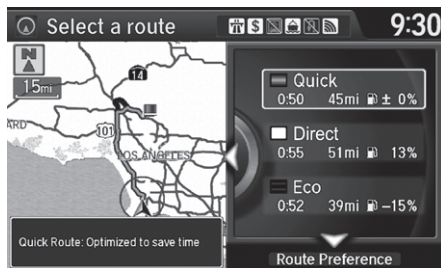 Select a route
$
9:30
N
15mi
14
101
ARD
LOS ANGELES
Quick Route: Optimized to save time
Quick
0:50 45mi ± 0%
Direct
0:55 51mi 13%
Eco
0:52 39mi –15%
Route Preference